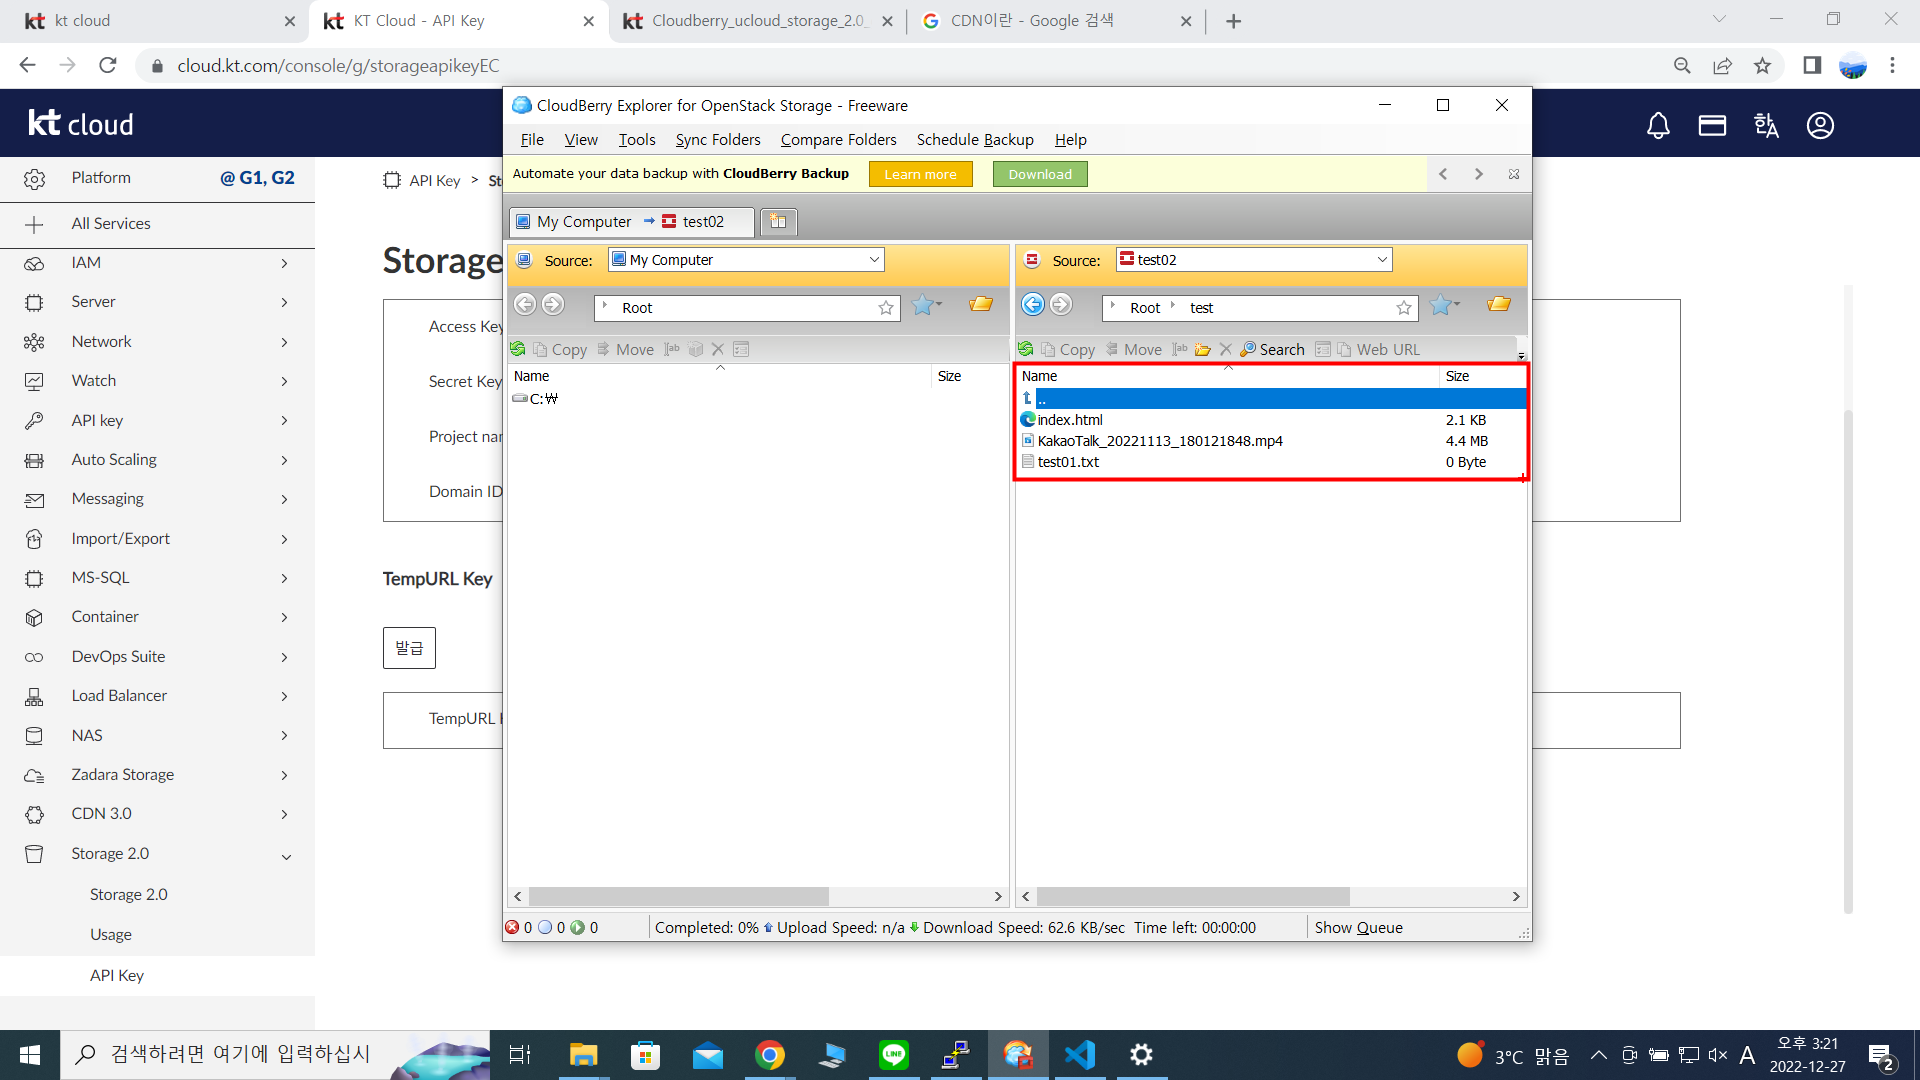 kt kt cloud
kt KT Cloud - API Key
kt Cloudberry_ucloud_storage_2.0_
CDN이란 - Google 검색
cloud.kt.com/console/g/storageapikeyEC
kt cloud
Platform @ G1, G2
All Services
IAM
Server
Network
Watch
API key
Auto Scaling
Messaging
Import/Export
MS-SQL
Container
DevOps Suite
Load Balancer
NAS
Zadara Storage
CDN 3.0
Storage 2.0
Storage 2.0
Usage
API Key
API Key > St
Storage
Access Key
Secret Key
Project nar
Domain ID
TempURL Key
발급
TempURL
CloudBerry Explorer for OpenStack Storage - Freeware
File View Tools Sync Folders Compare Folders Schedule Backup Help
Automate your data backup with CloudBerry Backup Learn more Download
My Computer → test02
Source: My Computer
Root
Copy Move
Name Size
C:₩
Source: test02
Root test
Copy Move Search Web URL
Name Size
..
index.html 2.1 KB
KakaoTalk_20221113_180121848.mp4 4.4 MB
test01.txt 0 Byte
0 0 0 Completed: 0% Upload Speed: n/a Download Speed: 62.6 KB/sec Time left: 00:00:00 Show Queue
한A
검색하려면 여기에 입력하십시
LINE
3°C 맑음 A 오후 3:21
2022-12-27
2